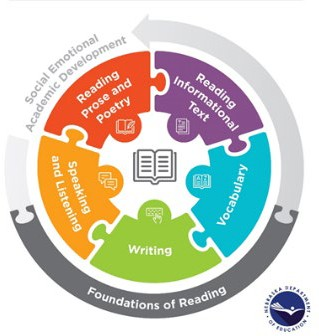 Social Emotional
Academic Development
Reading
Prose and
Poetry
Reading
Informational
Text
Speaking
and Listening
Vocabulary
Writing
Foundations of Reading
NEBRASKA DEPARTMENT
OF EDUCATION